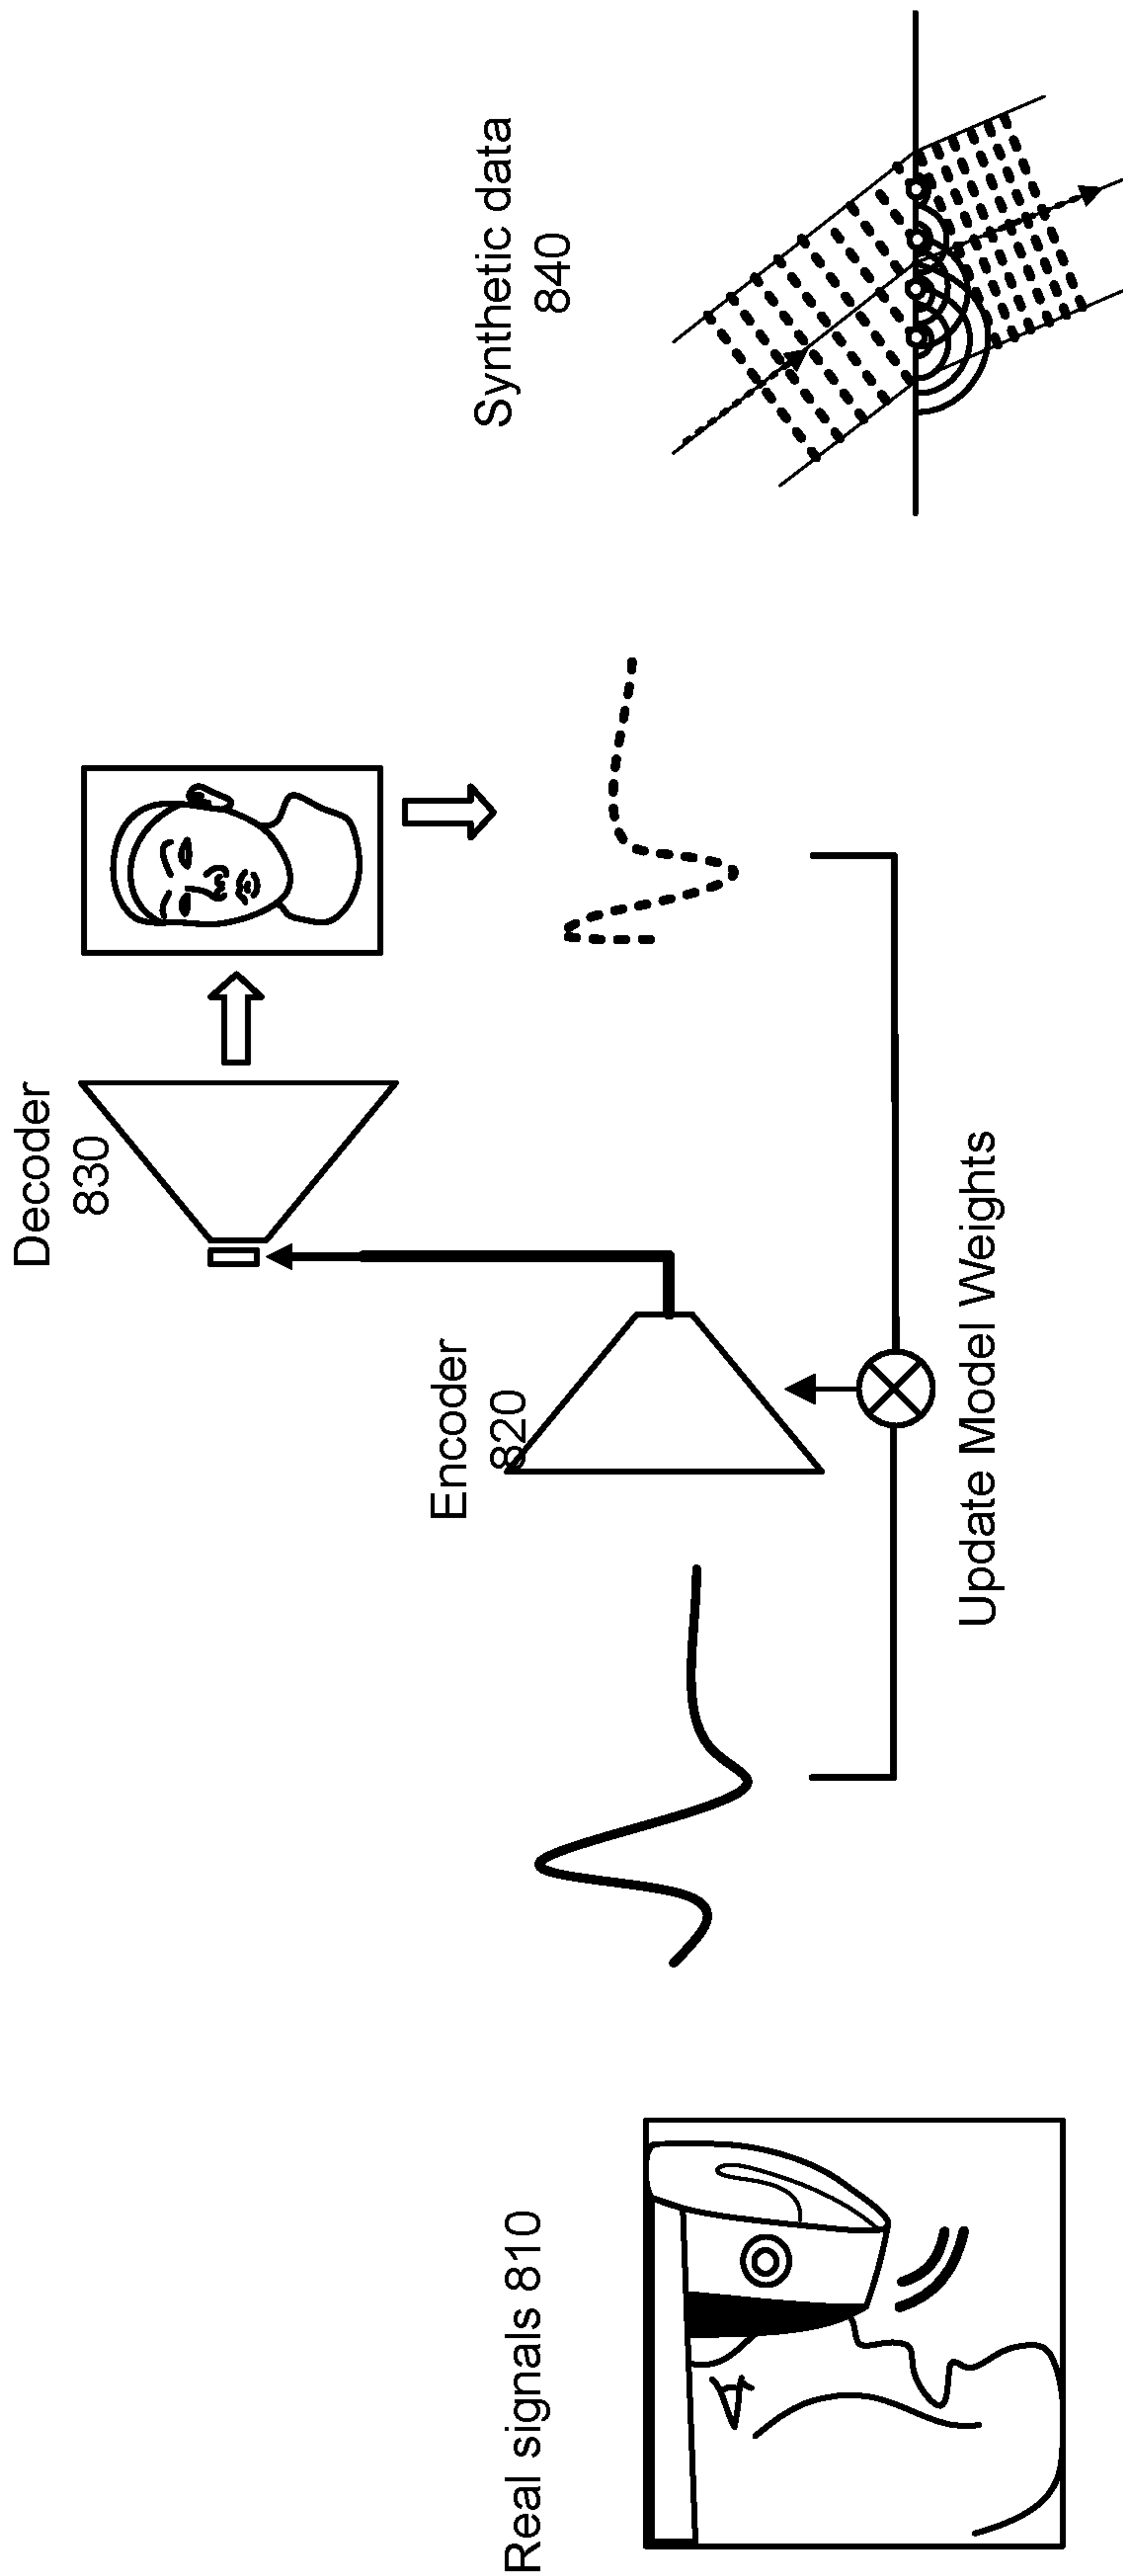 Real signals 810
Encoder
820
Decoder
830
Update Model Weights
Synthetic data
840